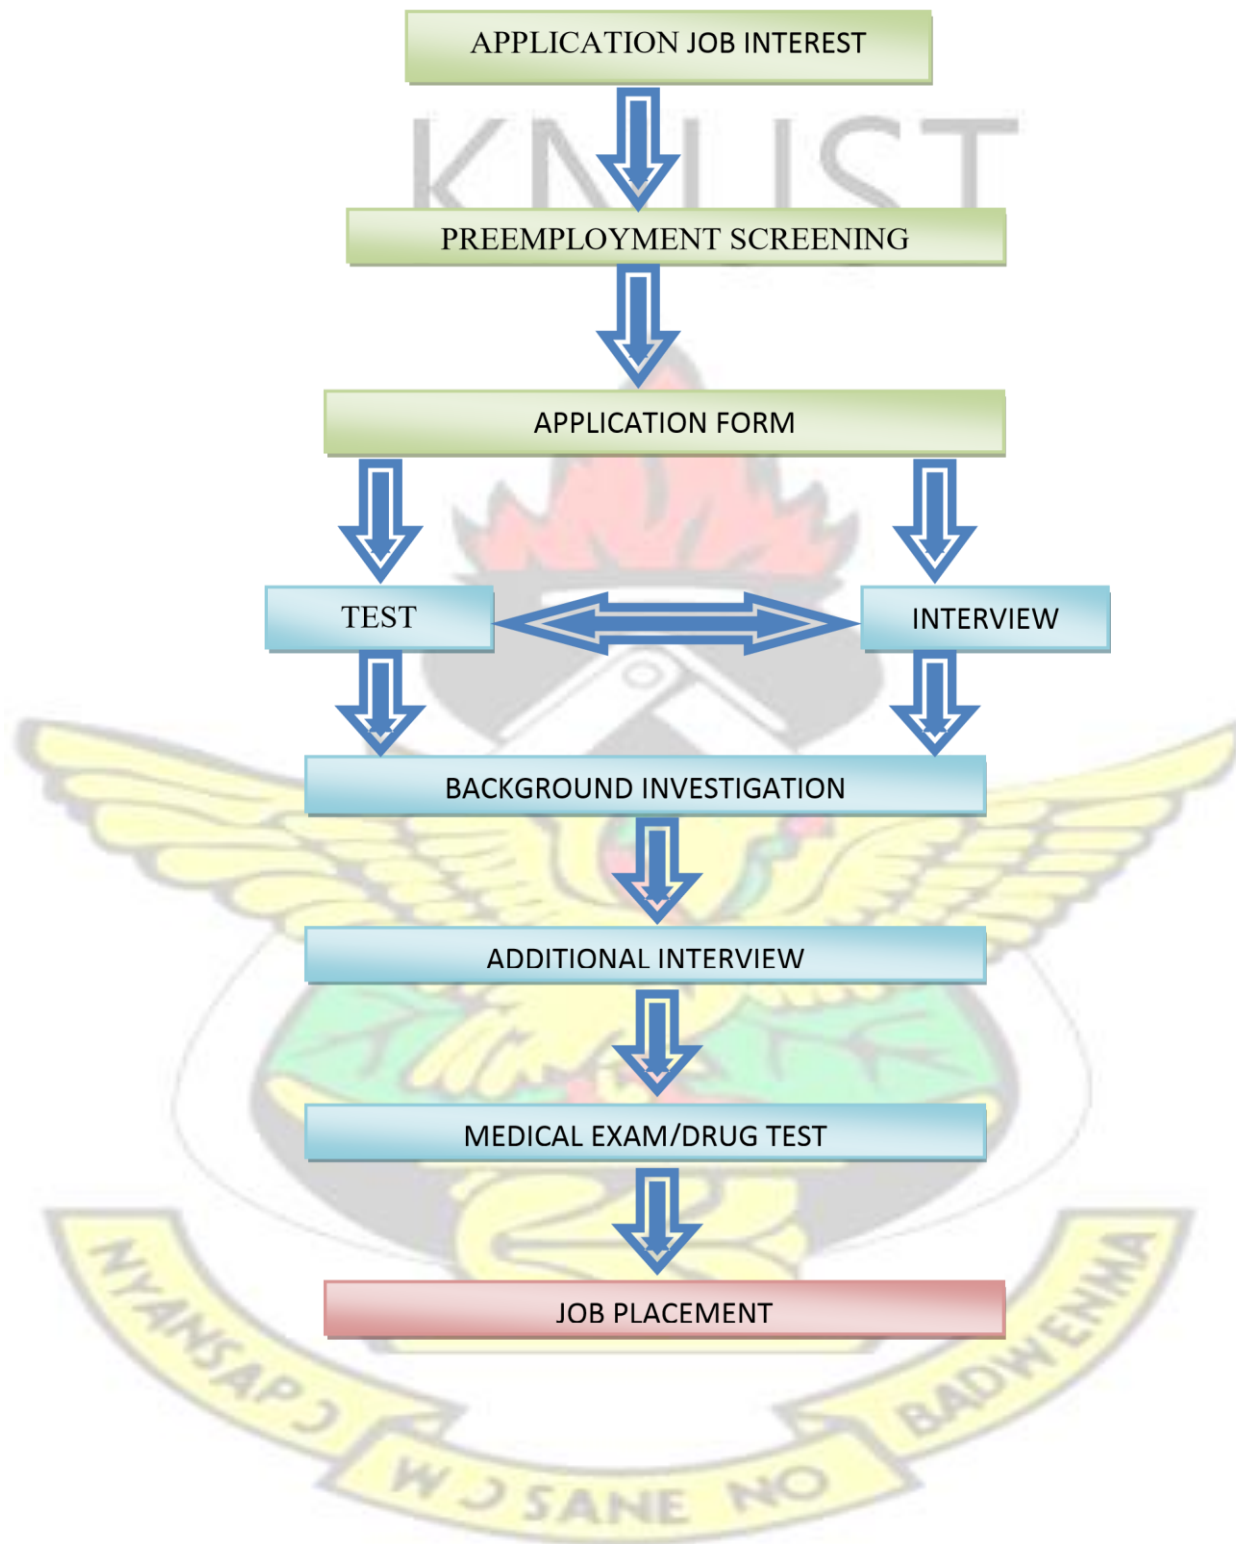 APPLICATION JOB INTEREST
KNUST
PREEMPLOYMENT SCREENING
APPLICATION FORM
TEST
INTERVIEW
BACKGROUND INVESTIGATION
ADDITIONAL INTERVIEW
MEDICAL EXAM/DRUG TEST
JOB PLACEMENT
NYANSAPƆ
WƆ SANE NO
BADWENMA